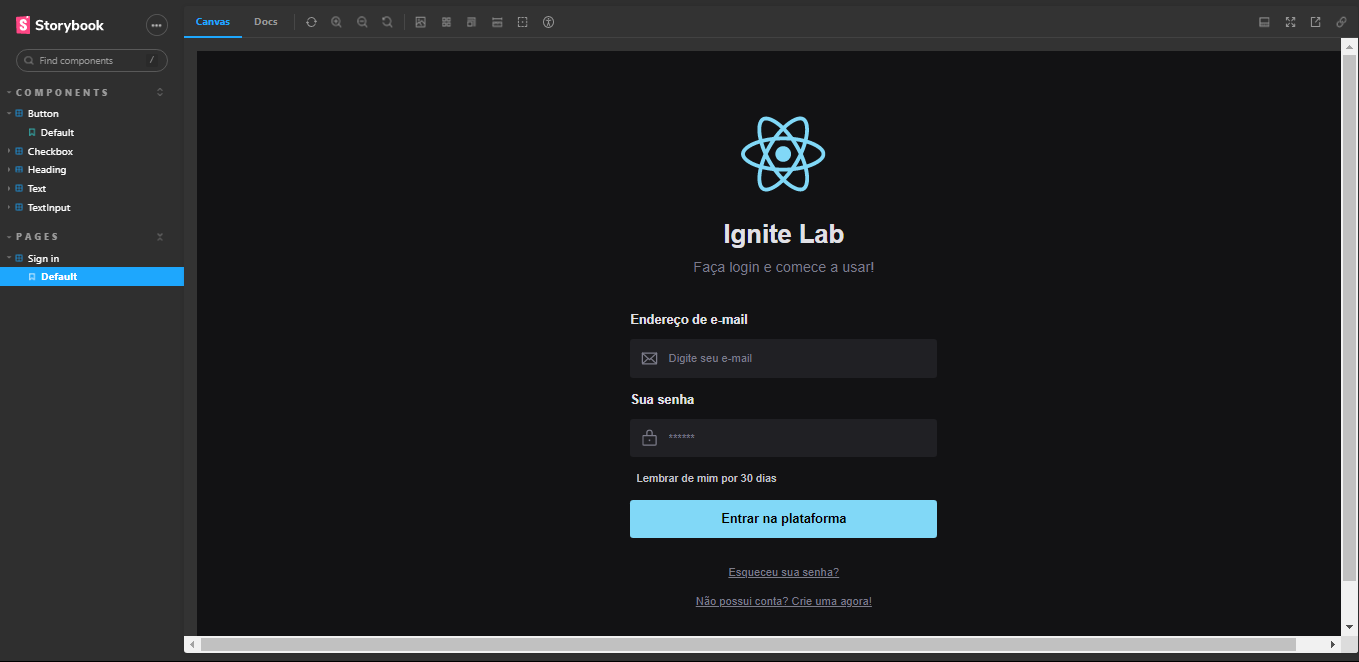 Storybook
Find components
/
COMPONENTS
Button
Default
Checkbox
Heading
Text
TextInput
PAGES
Sign in
Default
Canvas
Docs
Ignite Lab
Faça login e comece a usar!
Endereço de e-mail
Digite seu e-mail
Sua senha
******
Lembrar de mim por 30 dias
Entrar na plataforma
Esqueceu sua senha?
Não possui conta? Crie uma agora!